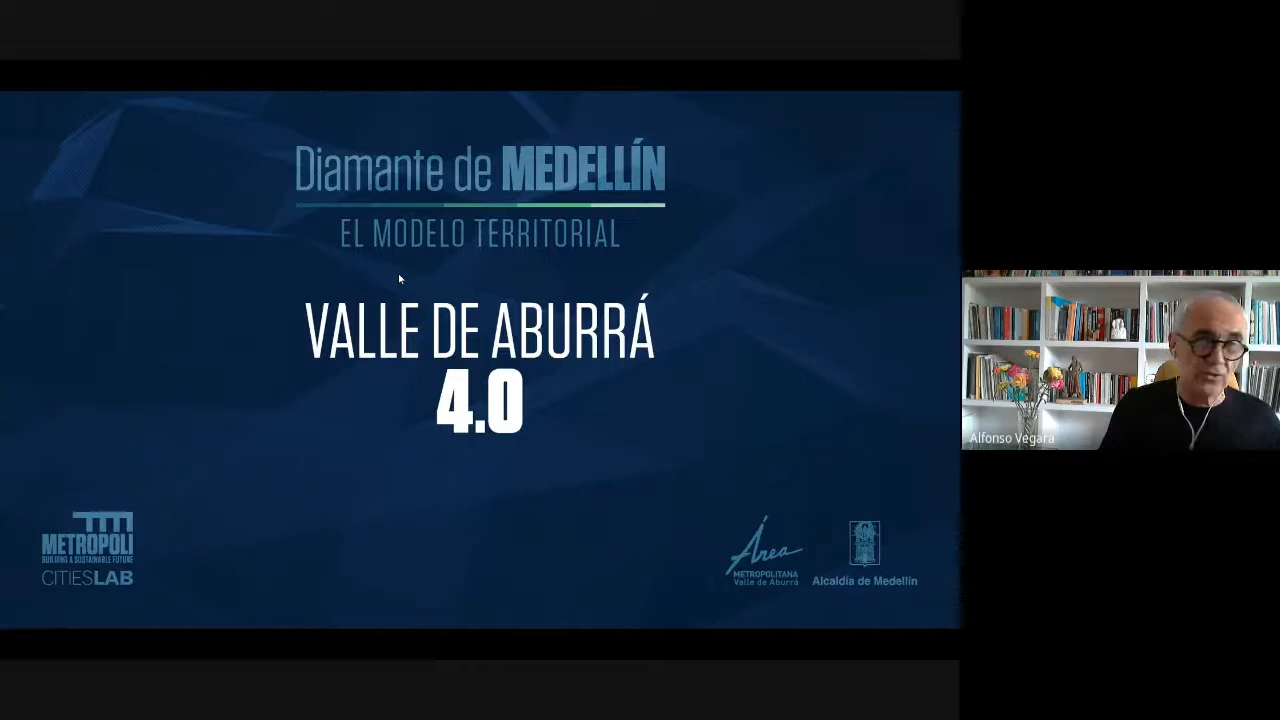 Diamante de MEDELLÍN
EL MODELO TERRITORIAL
VALLE DE ABURRÁ
4.0
METROPOLI
BUILDING A SUSTAINABLE FUTURE
CITIESLAB
Área
METROPOLITANA
Valle de Aburrá
Alcaldía de Medellín
Alfonso Vegara